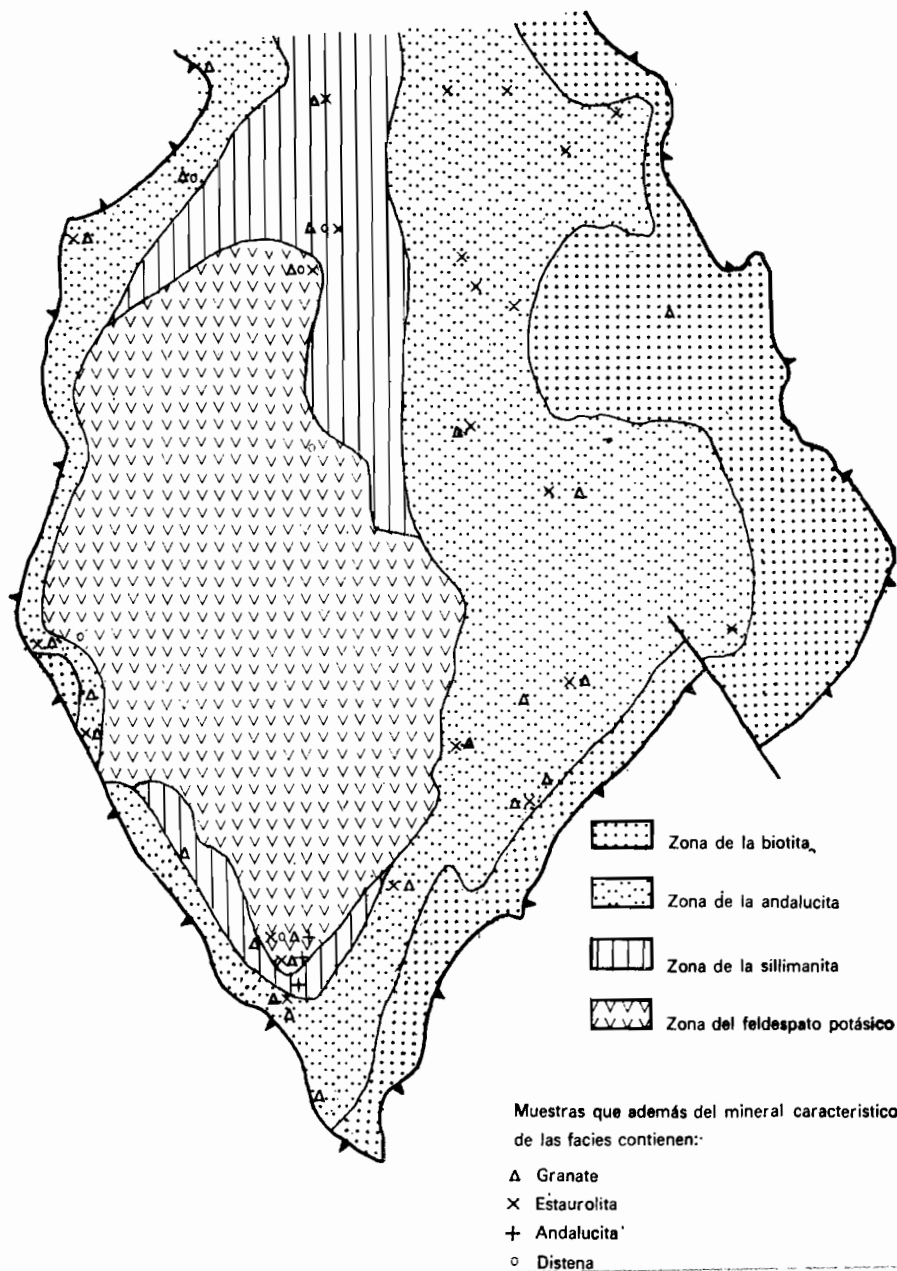 Zona de la biotita
Zona de la andalucita
Zona de la sillimanita
Zona del feldespato potásico
Muestras que además del mineral caracteristico
de las facies contienen:
Granate
Estaurolita
Andalucita
Distena